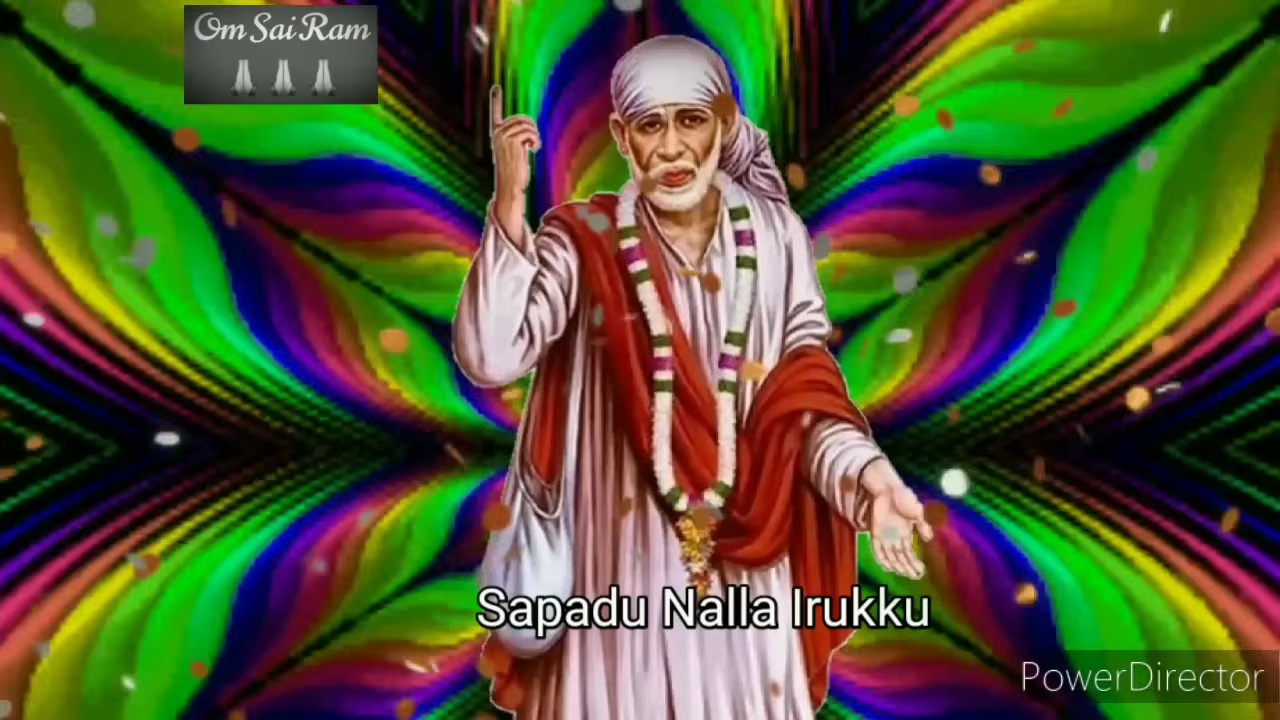 Om Sai Ram
🙏 🙏 🙏
Sapadu Nalla Irukku
PowerDirector